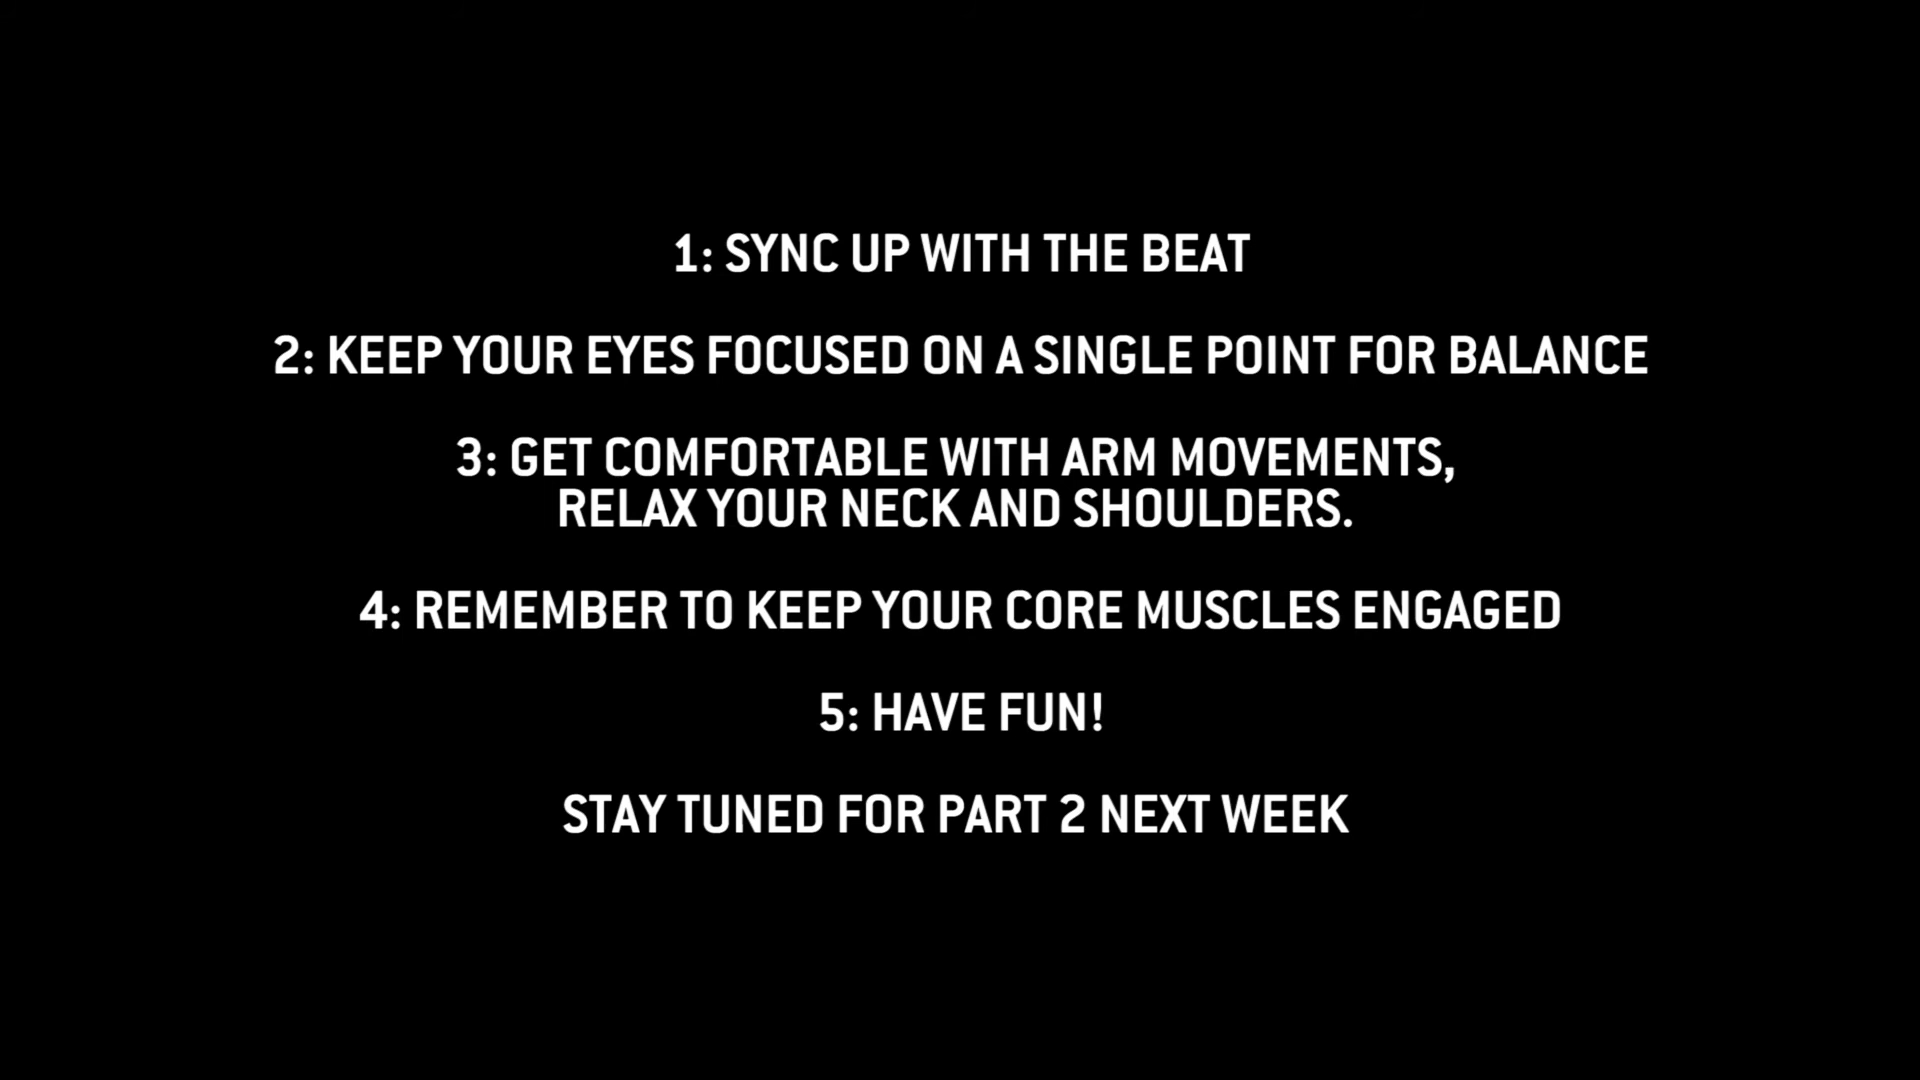 1: SYNC UP WITH THE BEAT
2: KEEP YOUR EYES FOCUSED ON A SINGLE POINT FOR BALANCE
3: GET COMFORTABLE WITH ARM MOVEMENTS,
RELAX YOUR NECK AND SHOULDERS.
4: REMEMBER TO KEEP YOUR CORE MUSCLES ENGAGED
5: HAVE FUN!
STAY TUNED FOR PART 2 NEXT WEEK